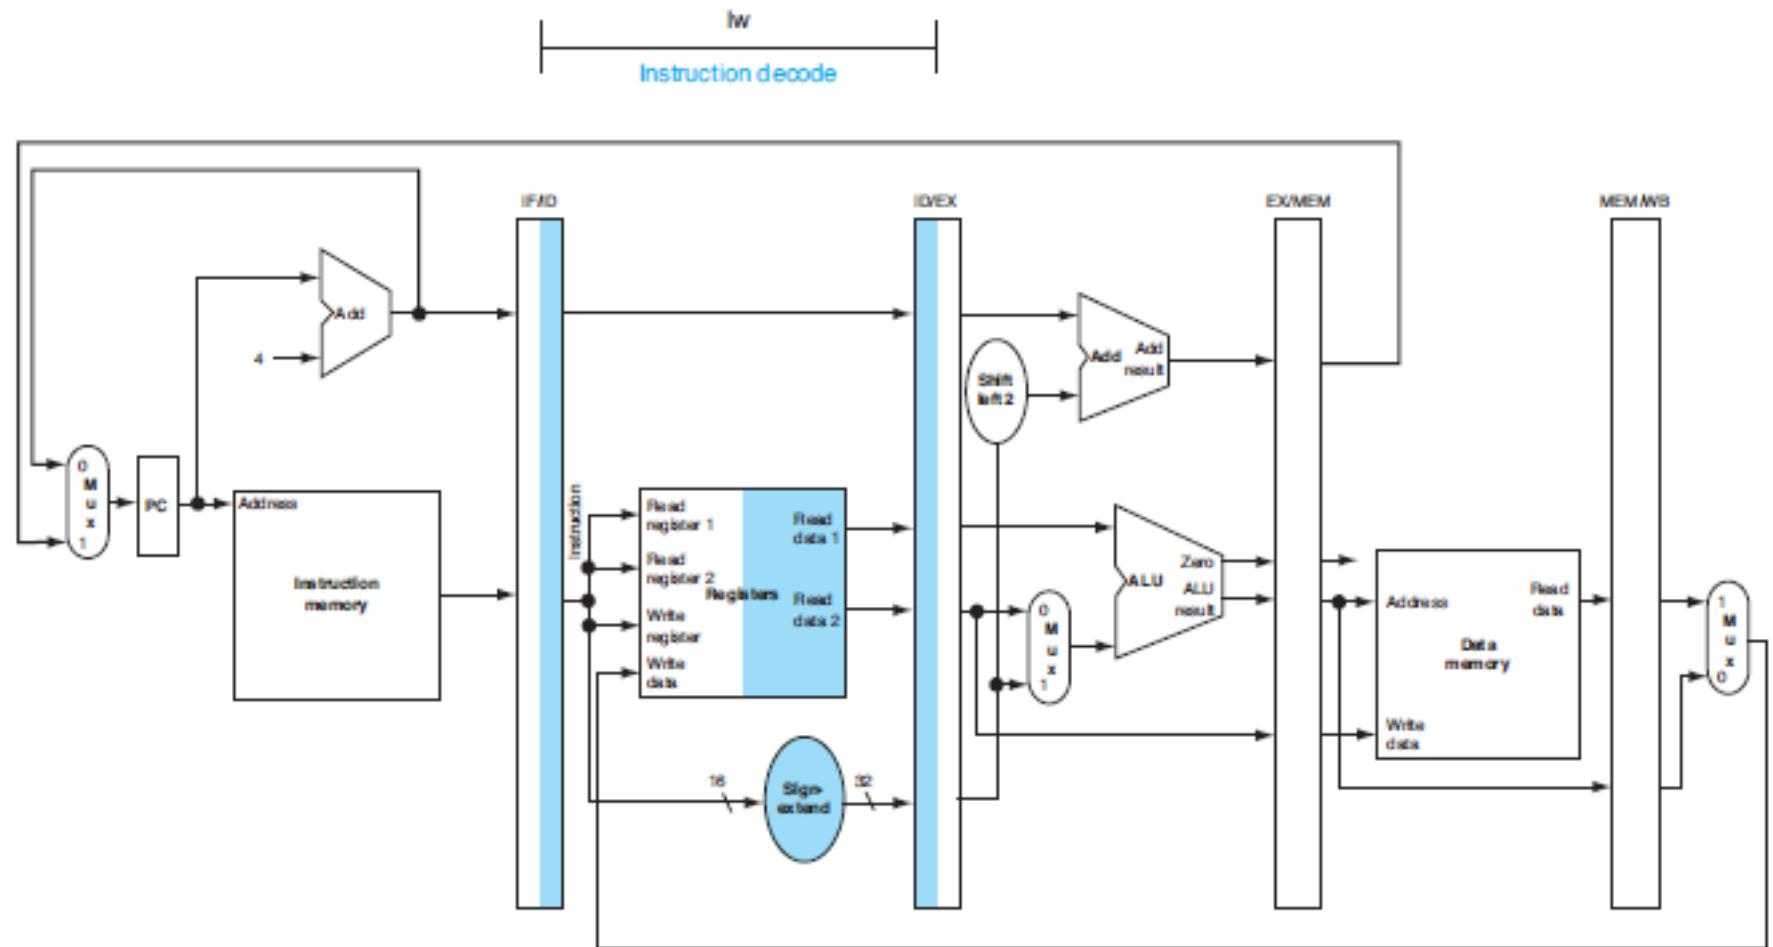 lw
Instruction decode
IF/ID
ID/EX
EX/MEM
MEM/WB
Add
4
Add
Add
result
Shift
left 2
0
M
u
x
1
PC
Address
Instruction
memory
Instruction
Read
register 1
Read
register 2
Registers
Write
register
Write
data
Read
data 1
Read
data 2
16
Sign-
extend
32
0
M
u
x
1
Zero
ALU
ALU
result
Address
Read
data
Data
memory
Write
data
1
M
u
x
0